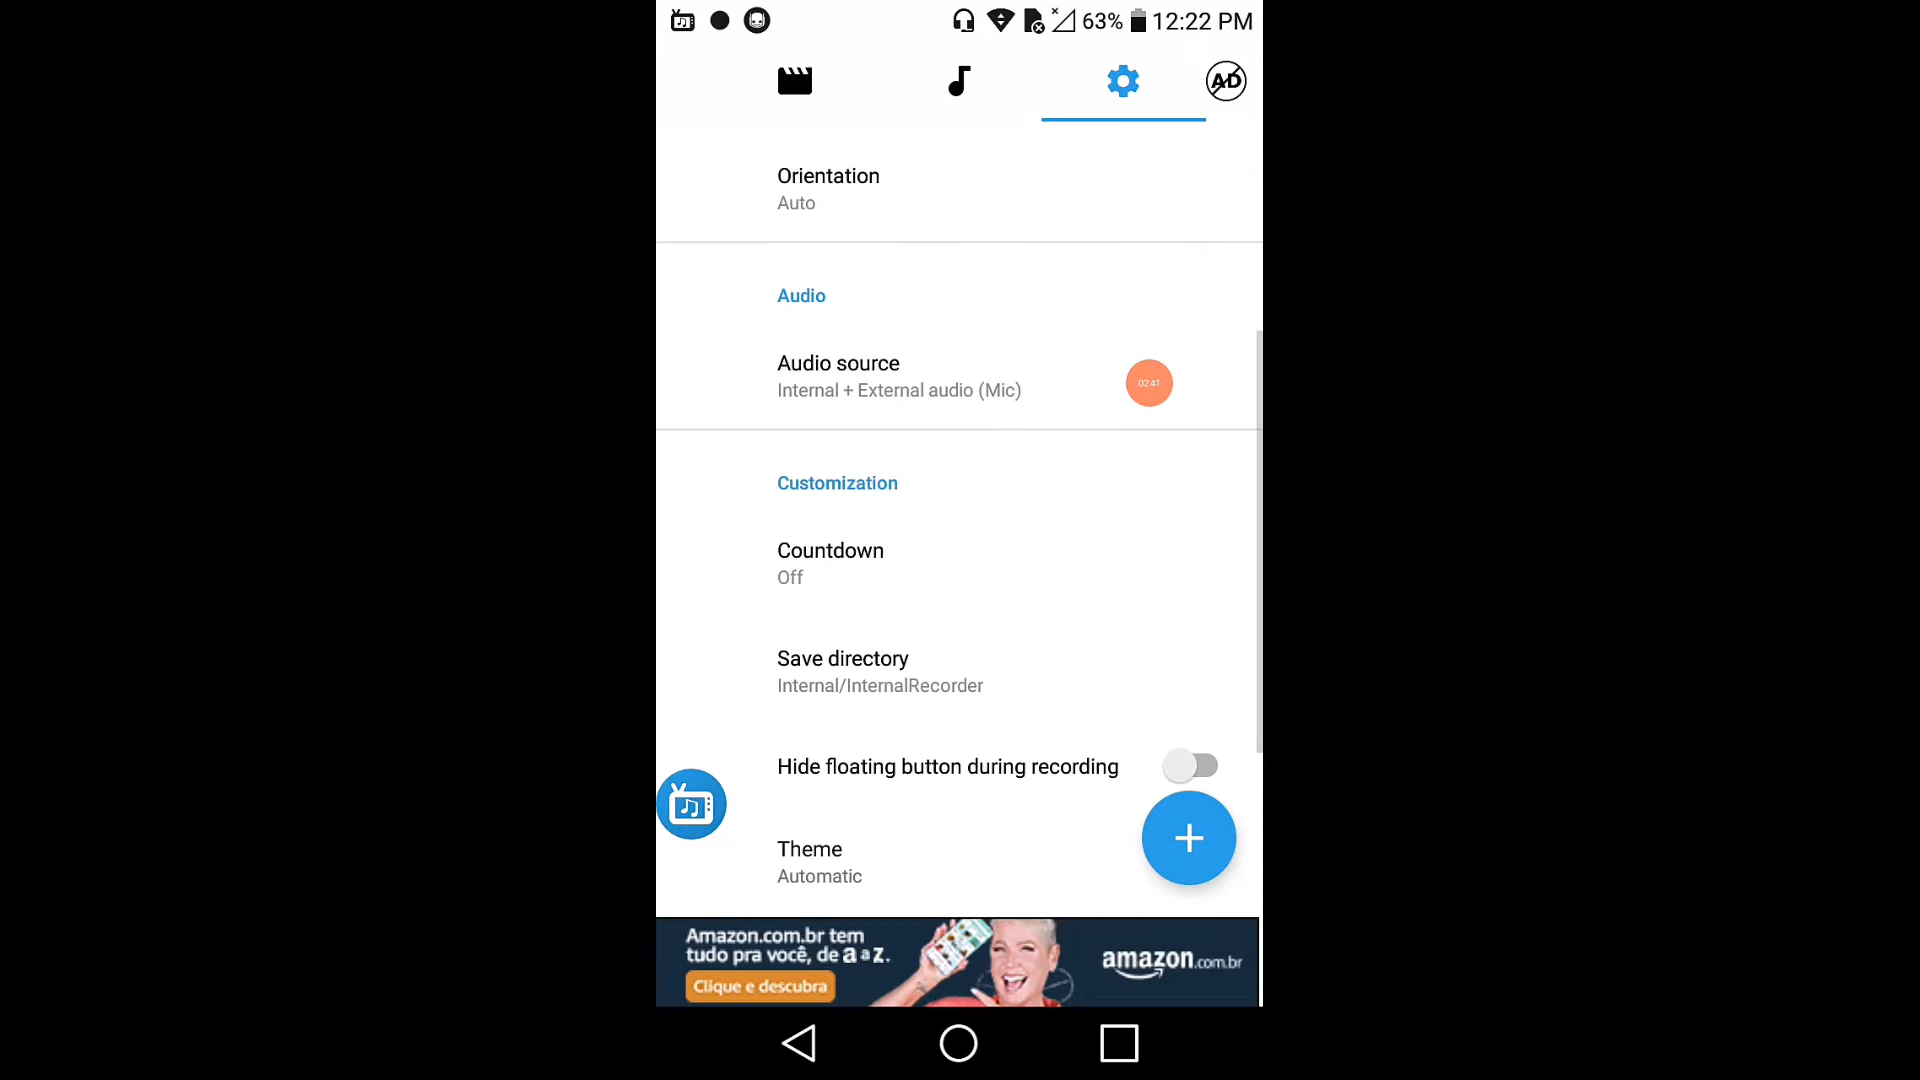 63% 12:22 PM
AD
Orientation
Auto
Audio
Audio source
Internal + External audio (Mic)
02:41
Customization
Countdown
Off
Save directory
Internal/InternalRecorder
Hide floating button during recording
Theme
Automatic
Amazon.com.br tem
tudo pra você, de a a z.
Clique e descubra
amazon.com.br